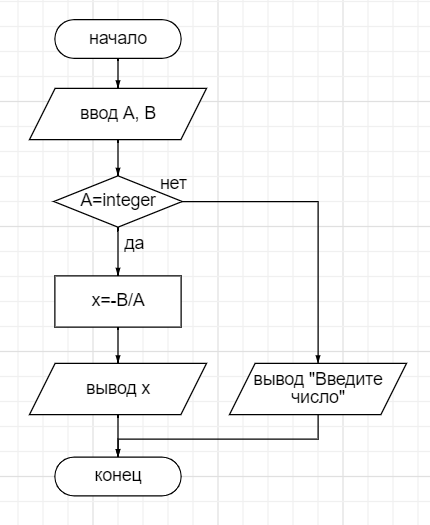 начало
ввод А, В
нет
A=integer
да
x=-B/A
вывод x
вывод "Введите
число"
конец